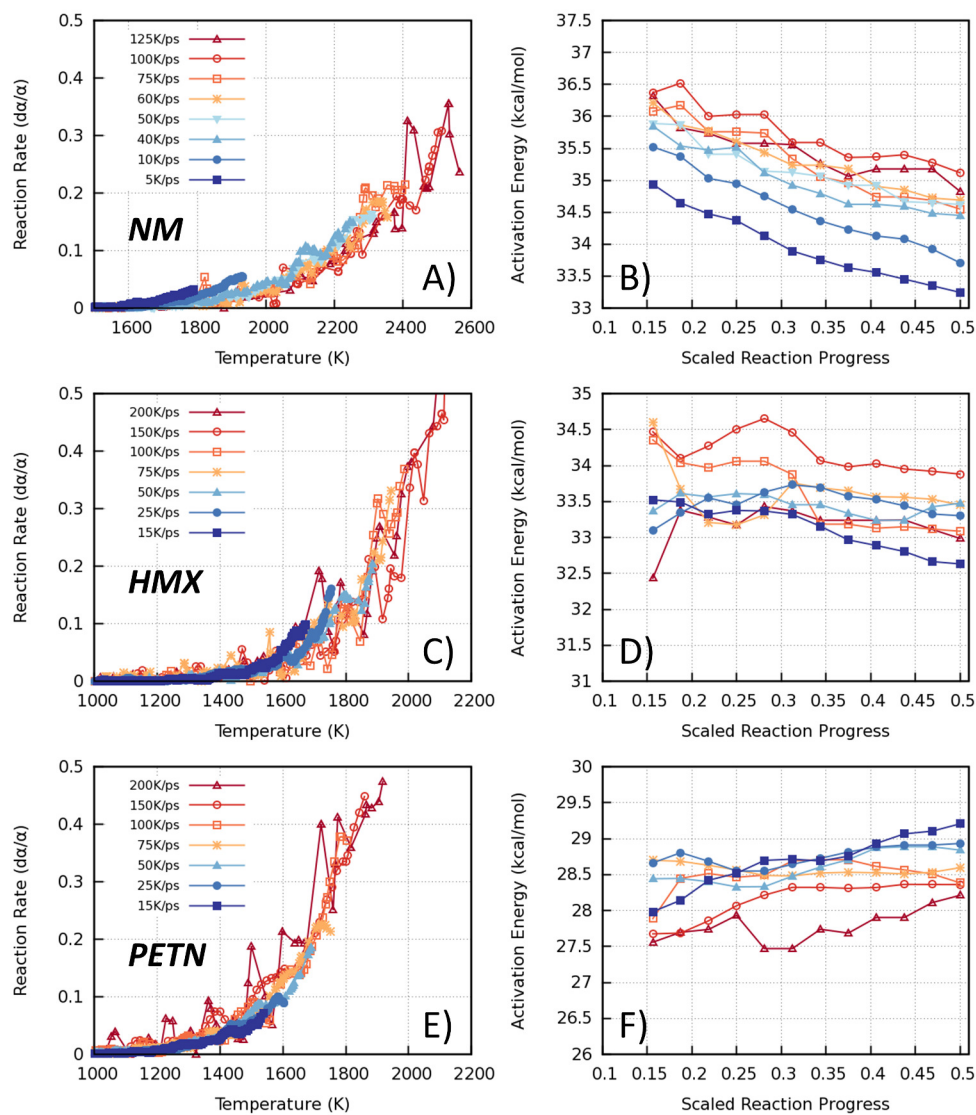 0.5
0.4
0.3
0.2
0.1
0
Reaction Rate (dα/α)
125K/ps
100K/ps
75K/ps
60K/ps
50K/ps
40K/ps
10K/ps
5K/ps
NM
A)
1600 1800 2000 2200 2400 2600
Temperature (K)
37.5
37
36.5
36
35.5
35
34.5
34
33.5
33
Activation Energy (kcal/mol)
B)
0.1 0.15 0.2 0.25 0.3 0.35 0.4 0.45 0.5
Scaled Reaction Progress
0.5
0.4
0.3
0.2
0.1
0
Reaction Rate (dα/α)
200K/ps
150K/ps
100K/ps
75K/ps
50K/ps
25K/ps
15K/ps
HMX
C)
1000 1200 1400 1600 1800 2000 2200
Temperature (K)
35
34.5
34
33.5
33
32.5
32
31.5
31
Activation Energy (kcal/mol)
D)
0.1 0.15 0.2 0.25 0.3 0.35 0.4 0.45 0.5
Scaled Reaction Progress
0.5
0.4
0.3
0.2
0.1
0
Reaction Rate (dα/α)
200K/ps
150K/ps
100K/ps
75K/ps
50K/ps
25K/ps
15K/ps
PETN
E)
1000 1200 1400 1600 1800 2000 2200
Temperature (K)
30
29.5
29
28.5
28
27.5
27
26.5
26
Activation Energy (kcal/mol)
F)
0.1 0.15 0.2 0.25 0.3 0.35 0.4 0.45 0.5
Scaled Reaction Progress